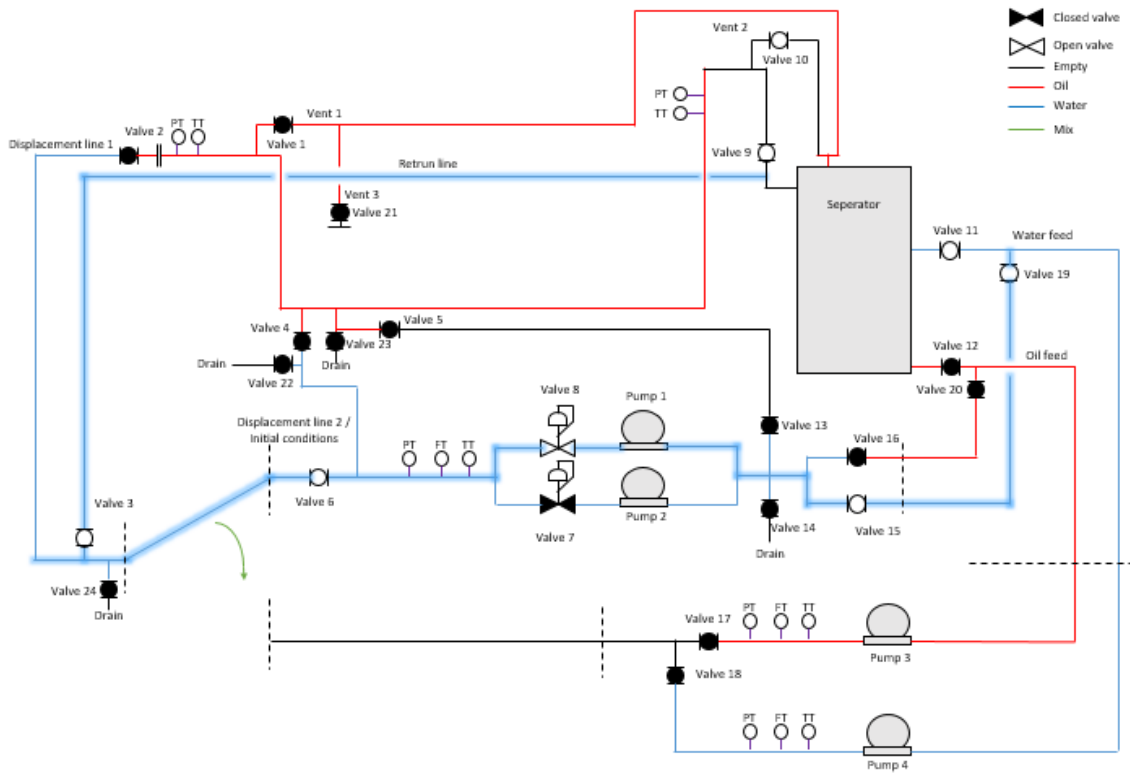 Vent 2
Closed valve
Open valve
Valve 10
Empty
Oil
PT
TT
Water
Mix
Vent 1
Valve 2
PT
TT
Displacement line 1
Valve 1
Valve 9
Retrun line
Vent 3
Valve 21
Seperator
Valve 11
Water feed
Valve 19
Valve 4
Valve 5
Valve 23
Drain
Drain
Valve 22
Valve 12
Oil feed
Valve 20
Valve 8
Pump 1
Displacement line 2 /
Initial conditions
PT
FT
TT
Valve 13
Valve 16
Valve 3
Valve 6
Pump 2
Valve 7
Valve 14
Valve 15
Drain
Valve 24
Drain
Valve 17
PT
FT
TT
Pump 3
Valve 18
PT
FT
TT
Pump 4